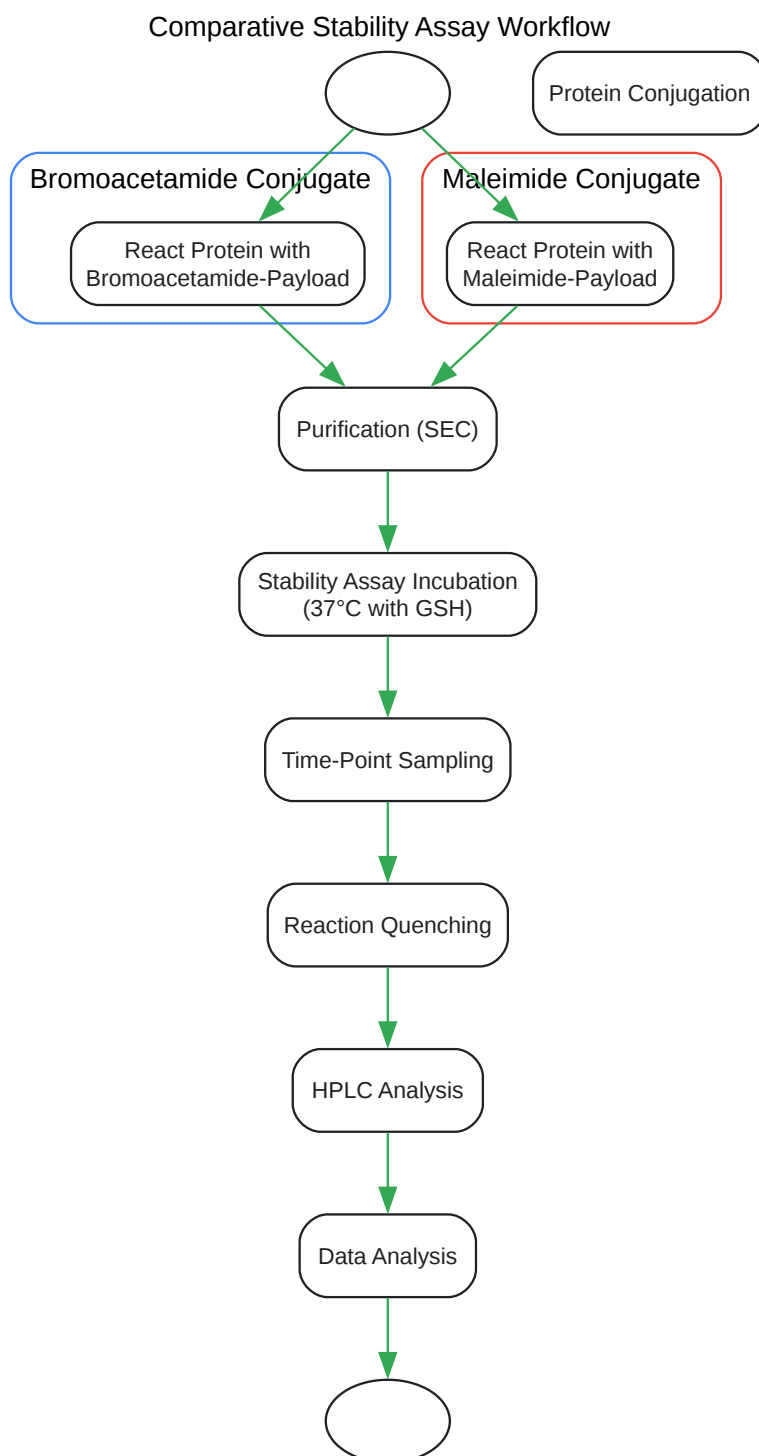 Comparative Stability Assay Workflow
Protein Conjugation
Bromoacetamide Conjugate
Maleimide Conjugate
React Protein with
Bromoacetamide-Payload
React Protein with
Maleimide-Payload
Purification (SEC)
Stability Assay Incubation
(37°C with GSH)
Time-Point Sampling
Reaction Quenching
HPLC Analysis
Data Analysis